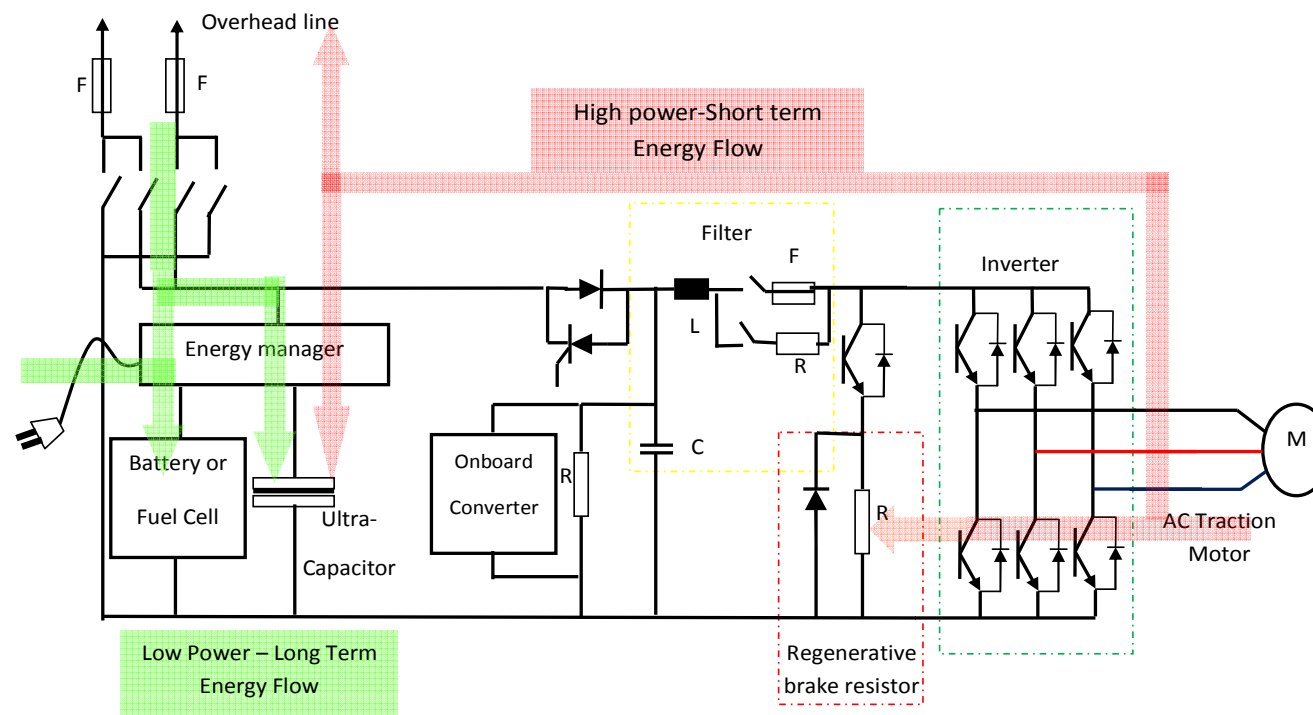 Overhead line
F
F
High power-Short term
Energy Flow
Filter
F
Inverter
L
Energy manager
R
M
Battery or
Fuel Cell
Onboard
Converter
R
C
Ultra-
Capacitor
R
AC Traction
Motor
Low Power – Long Term
Energy Flow
Regenerative
brake resistor